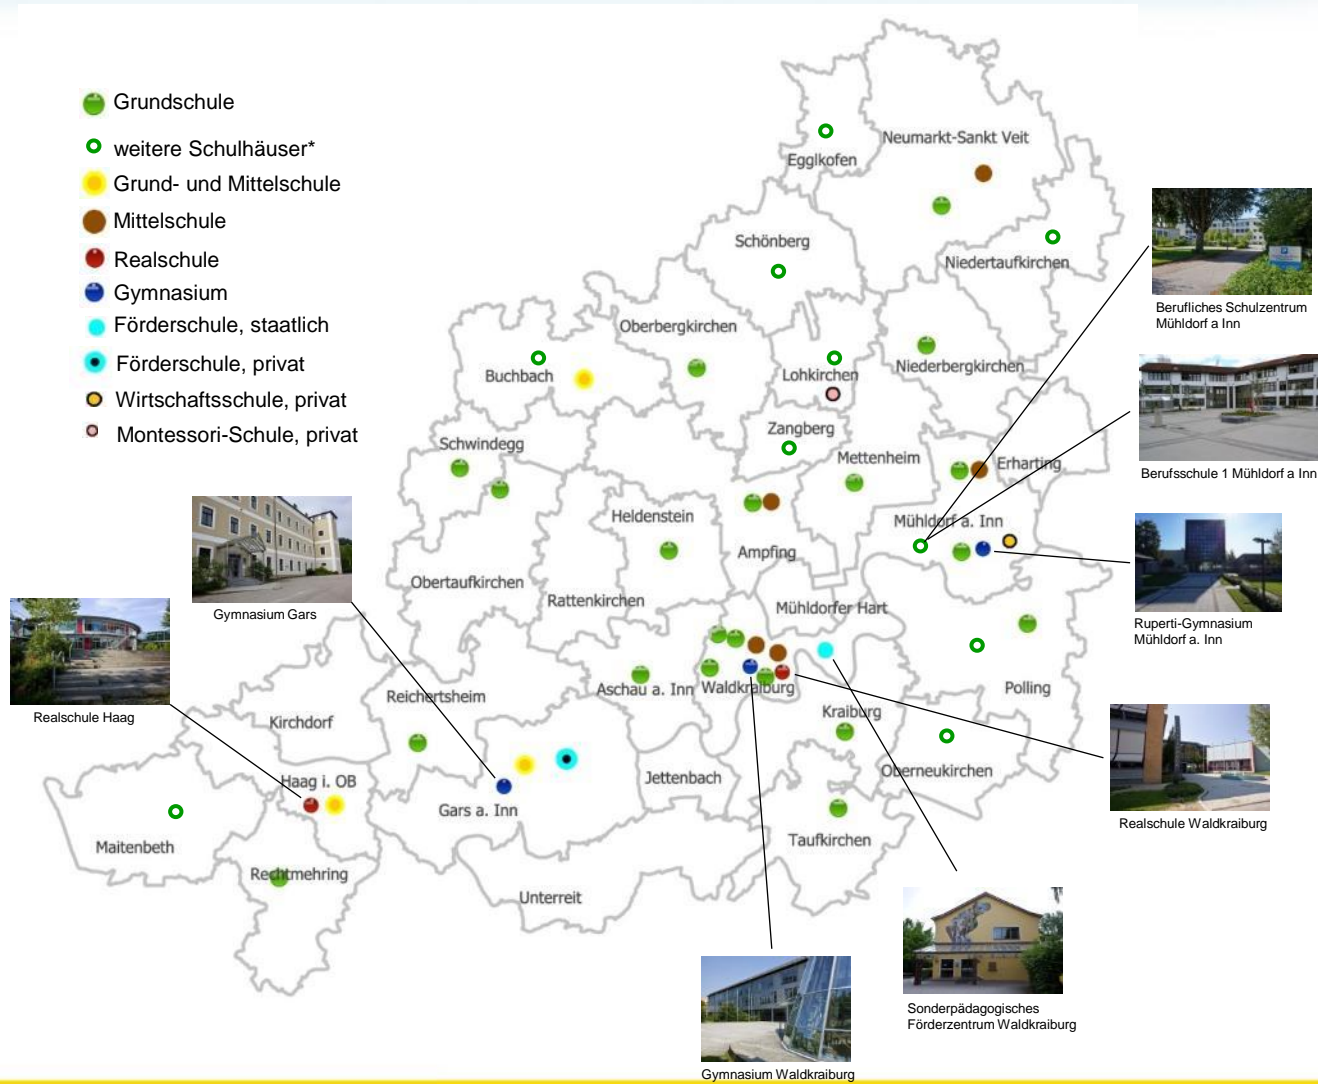 Grundschule
weitere Schulhäuser*
Grund- und Mittelschule
Mittelschule
Realschule
Gymnasium
Förderschule, staatlich
Förderschule, privat
Wirtschaftsschule, privat
Montessori-Schule, privat
Egglkofen
Neumarkt-Sankt Veit
Schönberg
Niedertaufkirchen
Oberbergkirchen
Buchbach
Lohkirchen
Niederbergkirchen
Zangberg
Schwindegg
Mettenheim
Erharting
Heldenstein
Mühldorf a. Inn
Ampfing
Obertaufkirchen
Rattenkirchen
Mühldorfer Hart
Reichertsheim
Aschau a. Inn
Waldkraiburg
Polling
Kirchdorf
Kraiburg
Haag i. OB
Jettenbach
Oberneukirchen
Gars a. Inn
Maitenbeth
Taufkirchen
Rechtmehring
Unterreit
Berufliches Schulzentrum
Mühldorf a Inn
Berufsschule 1 Mühldorf a Inn
Ruperti-Gymnasium
Mühldorf a. Inn
Realschule Waldkraiburg
Sonderpädagogisches
Förderzentrum Waldkraiburg
Gymnasium Waldkraiburg
Gymnasium Gars
Realschule Haag